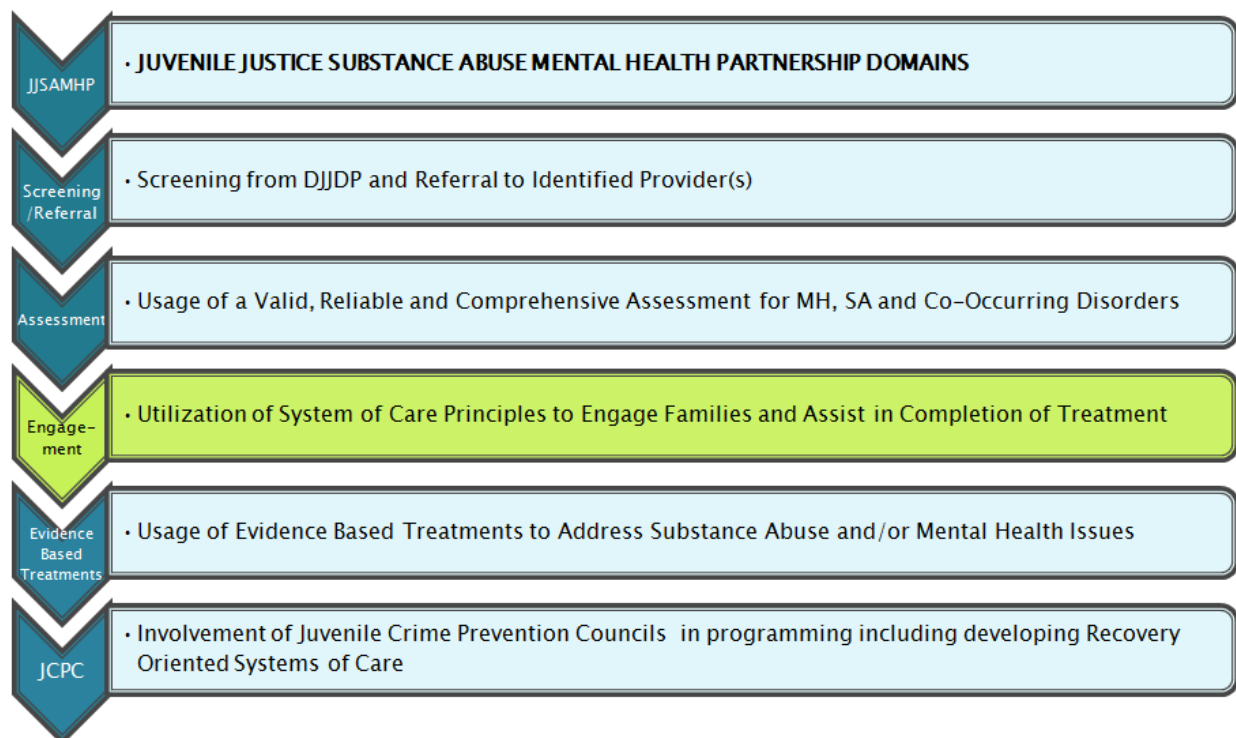 JJSAMHP
• JUVENILE JUSTICE SUBSTANCE ABUSE MENTAL HEALTH PARTNERSHIP DOMAINS
Screening
/Referral
• Screening from DJJDP and Referral to Identified Provider(s)
Assessment
• Usage of a Valid, Reliable and Comprehensive Assessment for MH, SA and Co-Occurring Disorders
Engage-
ment
• Utilization of System of Care Principles to Engage Families and Assist in Completion of Treatment
Evidence
Based
Treatments
• Usage of Evidence Based Treatments to Address Substance Abuse and/or Mental Health Issues
JCPC
• Involvement of Juvenile Crime Prevention Councils in programming including developing Recovery
Oriented Systems of Care